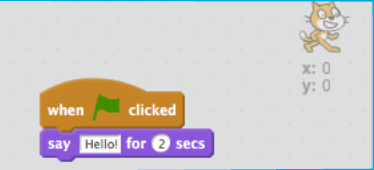 x: 0
y: 0
when clicked
say Hello! for 2 secs